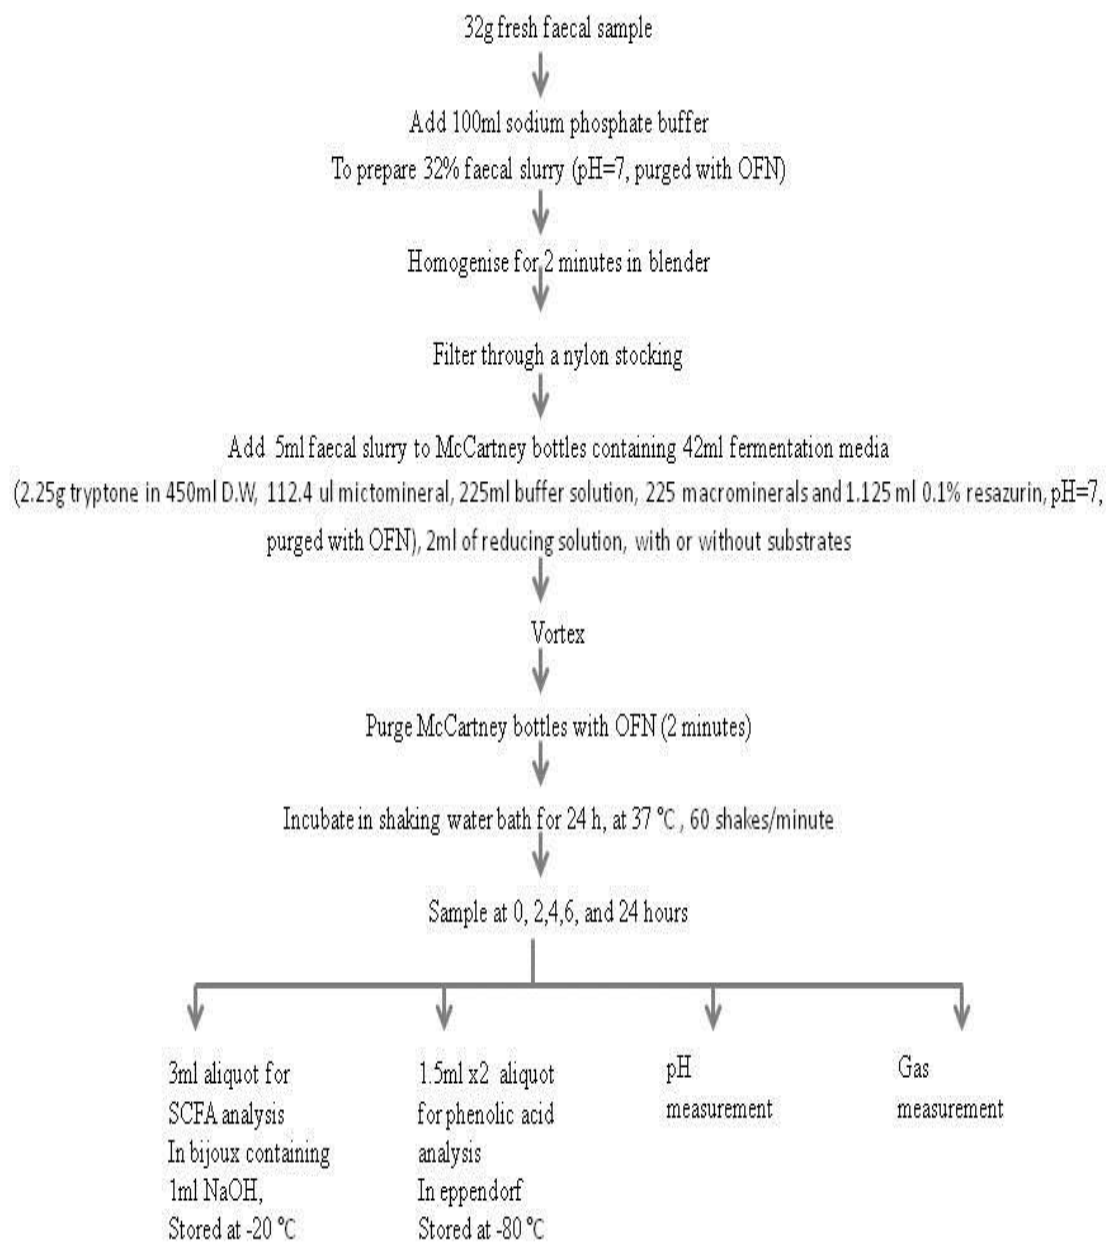 32g fresh faecal sample
Add 100ml sodium phosphate buffer
To prepare 32% faecal slurry (pH=7, purged with OFN)
Homogenise for 2 minutes in blender
Filter through a nylon stocking
Add 5ml faecal slurry to McCartney bottles containing 42ml fermentation media
(2.25g tryptone in 450ml D.W, 112.4 ul mictomineral, 225ml buffer solution, 225 macrominerals and 1.125 ml 0.1% resazurin, pH=7,
purged with OFN), 2ml of reducing solution, with or without substrates
Vortex
Purge McCartney bottles with OFN (2 minutes)
Incubate in shaking water bath for 24 h, at 37 °C , 60 shakes/minute
Sample at 0, 2,4,6, and 24 hours
3ml aliquot for
SCFA analysis
In bijoux containing
1ml NaOH,
Stored at -20 °C
1.5ml x2 aliquot
for phenolic acid
analysis
In eppendorf
Stored at -80 °C
pH
measurement
Gas
measurement